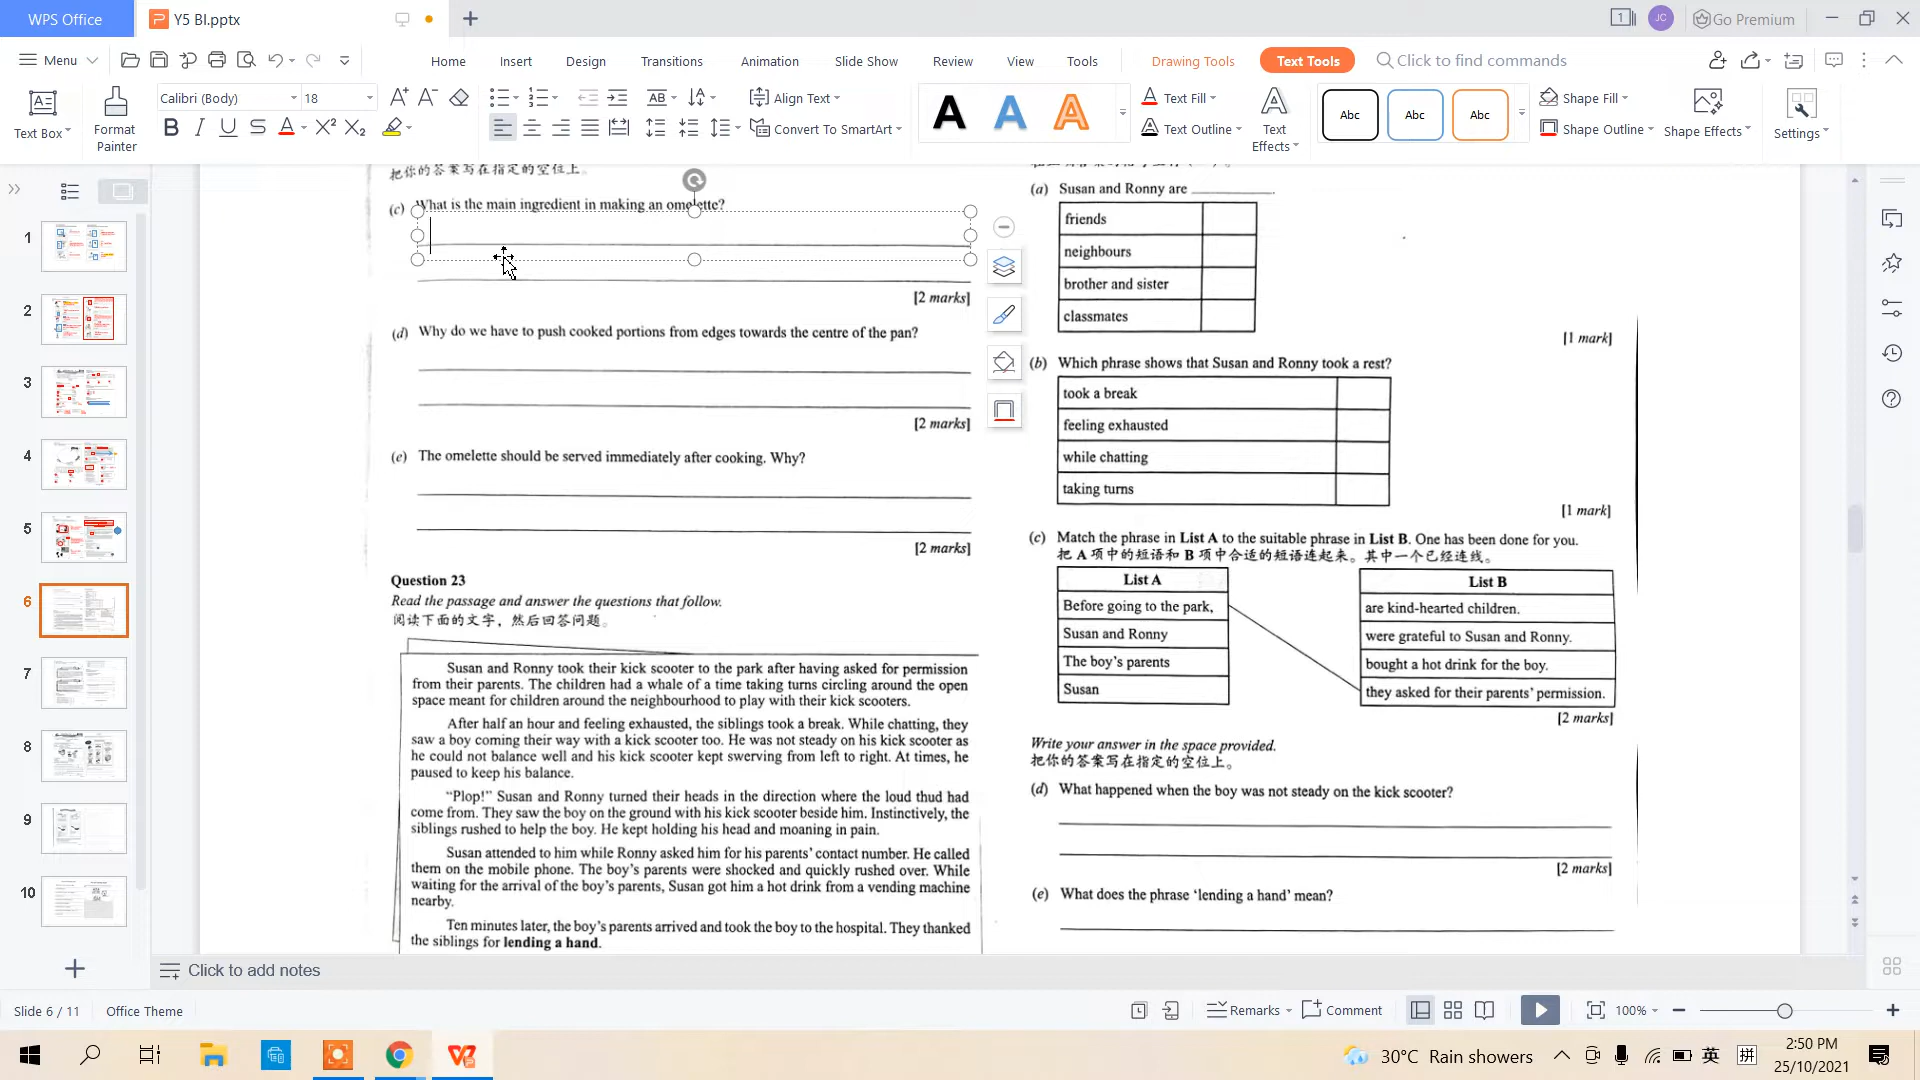 WPS Office
Y5 BI.pptx
1
JC
Go Premium
Menu
Home
Insert
Design
Transitions
Animation
Slide Show
Review
View
Tools
Drawing Tools
Text Tools
Click to find commands
Text Box
Format Painter
Calibri (Body)
18
Align Text
Convert To SmartArt
Text Fill
Text Outline
Text Effects
Abc
Abc
Abc
Shape Fill
Shape Outline
Shape Effects
Settings
1
2
3
4
5
6
7
8
9
10
把你的答案写在指定的空位上。
(c) What is the main ingredient in making an omelette?
[2 marks]
(d) Why do we have to push cooked portions from edges towards the centre of the pan?
[2 marks]
(e) The omelette should be served immediately after cooking. Why?
[2 marks]
Question 23
Read the passage and answer the questions that follow.
阅读下面的文字，然后回答问题。
Susan and Ronny took their kick scooter to the park after having asked for permission
from their parents. The children had a whale of a time taking turns circling around the open
space meant for children around the neighbourhood to play with their kick scooters.
After half an hour and feeling exhausted, the siblings took a break. While chatting, they
saw a boy coming their way with a kick scooter too. He was not steady on his kick scooter as
he could not balance well and his kick scooter kept swerving from left to right. At times, he
paused to keep his balance.
"Plop!" Susan and Ronny turned their heads in the direction where the loud thud had
come from. They saw the boy on the ground with his kick scooter beside him. Instinctively, the
siblings rushed to help the boy. He kept holding his head and moaning in pain.
Susan attended to him while Ronny asked him for his parents' contact number. He called
them on the mobile phone. The boy's parents were shocked and quickly rushed over. While
waiting for the arrival of the boy's parents, Susan got him a hot drink from a vending machine
nearby.
Ten minutes later, the boy's parents arrived and took the boy to the hospital. They thanked
the siblings for lending a hand.
(a) Susan and Ronny are
friends
neighbours
brother and sister
classmates
[1 mark]
(b) Which phrase shows that Susan and Ronny took a rest?
took a break
feeling exhausted
while chatting
taking turns
[1 mark]
(c) Match the phrase in List A to the suitable phrase in List B. One has been done for you.
把 A 项中的短语和 B 项中合适的短语连起来。其中一个已经连线。
List A
Before going to the park,
Susan and Ronny
The boy's parents
Susan
List B
are kind-hearted children.
were grateful to Susan and Ronny.
bought a hot drink for the boy.
they asked for their parents' permission.
[2 marks]
Write your answer in the space provided.
把你的答案写在指定的空位上。
(d) What happened when the boy was not steady on the kick scooter?
[2 marks]
(e) What does the phrase 'lending a hand' mean?
Click to add notes
Slide 6 / 11
Office Theme
Remarks
Comment
100%
30°C Rain showers
英
拼
2:50 PM
25/10/2021